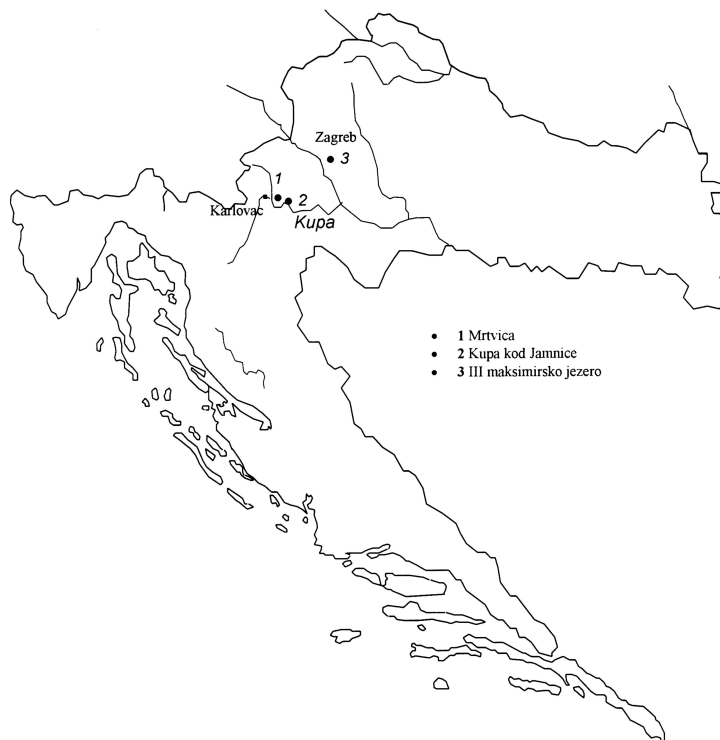 Zagreb
3
1
2
Karlovac
Kupa
1 Mrtvica
2 Kupa kod Jamnice
3 III maksimirsko jezero